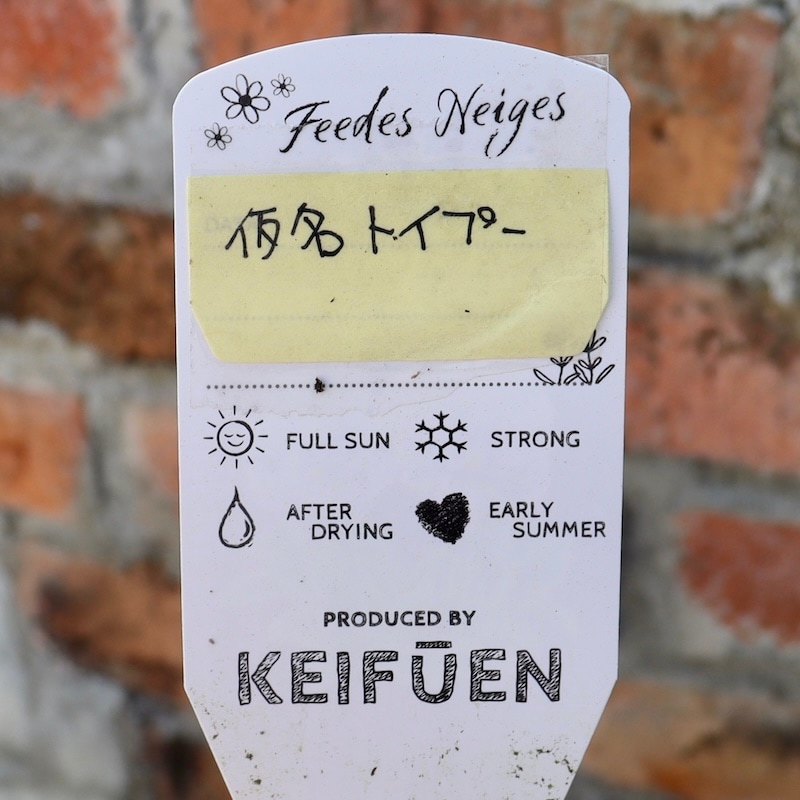 Feedes Neiges
仮名 トイプー
FULL SUN
STRONG
AFTER
DRYING
EARLY
SUMMER
PRODUCED BY
KEIFŪEN